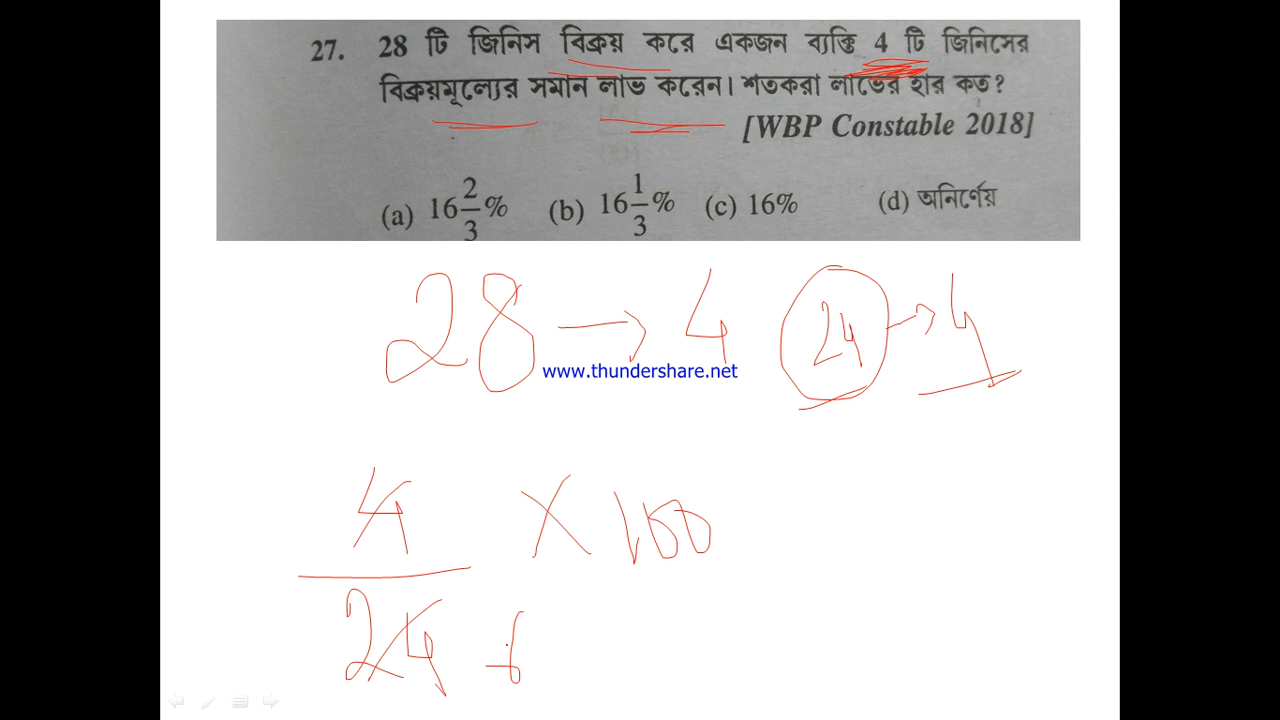 27. 28 টি জিনিস বিক্রয় করে একজন ব্যক্তি 4 টি জিনিসের
বিক্রয়মূল্যের সমান লাভ করেন। শতকরা লাভের হার কত?
[WBP Constable 2018]
(a) 16 2/3 % (b) 16 1/3 % (c) 16% (d) অনির্ণেয়
28 → 4 24 → 4
www.thundershare.net
4 × 100
24 6